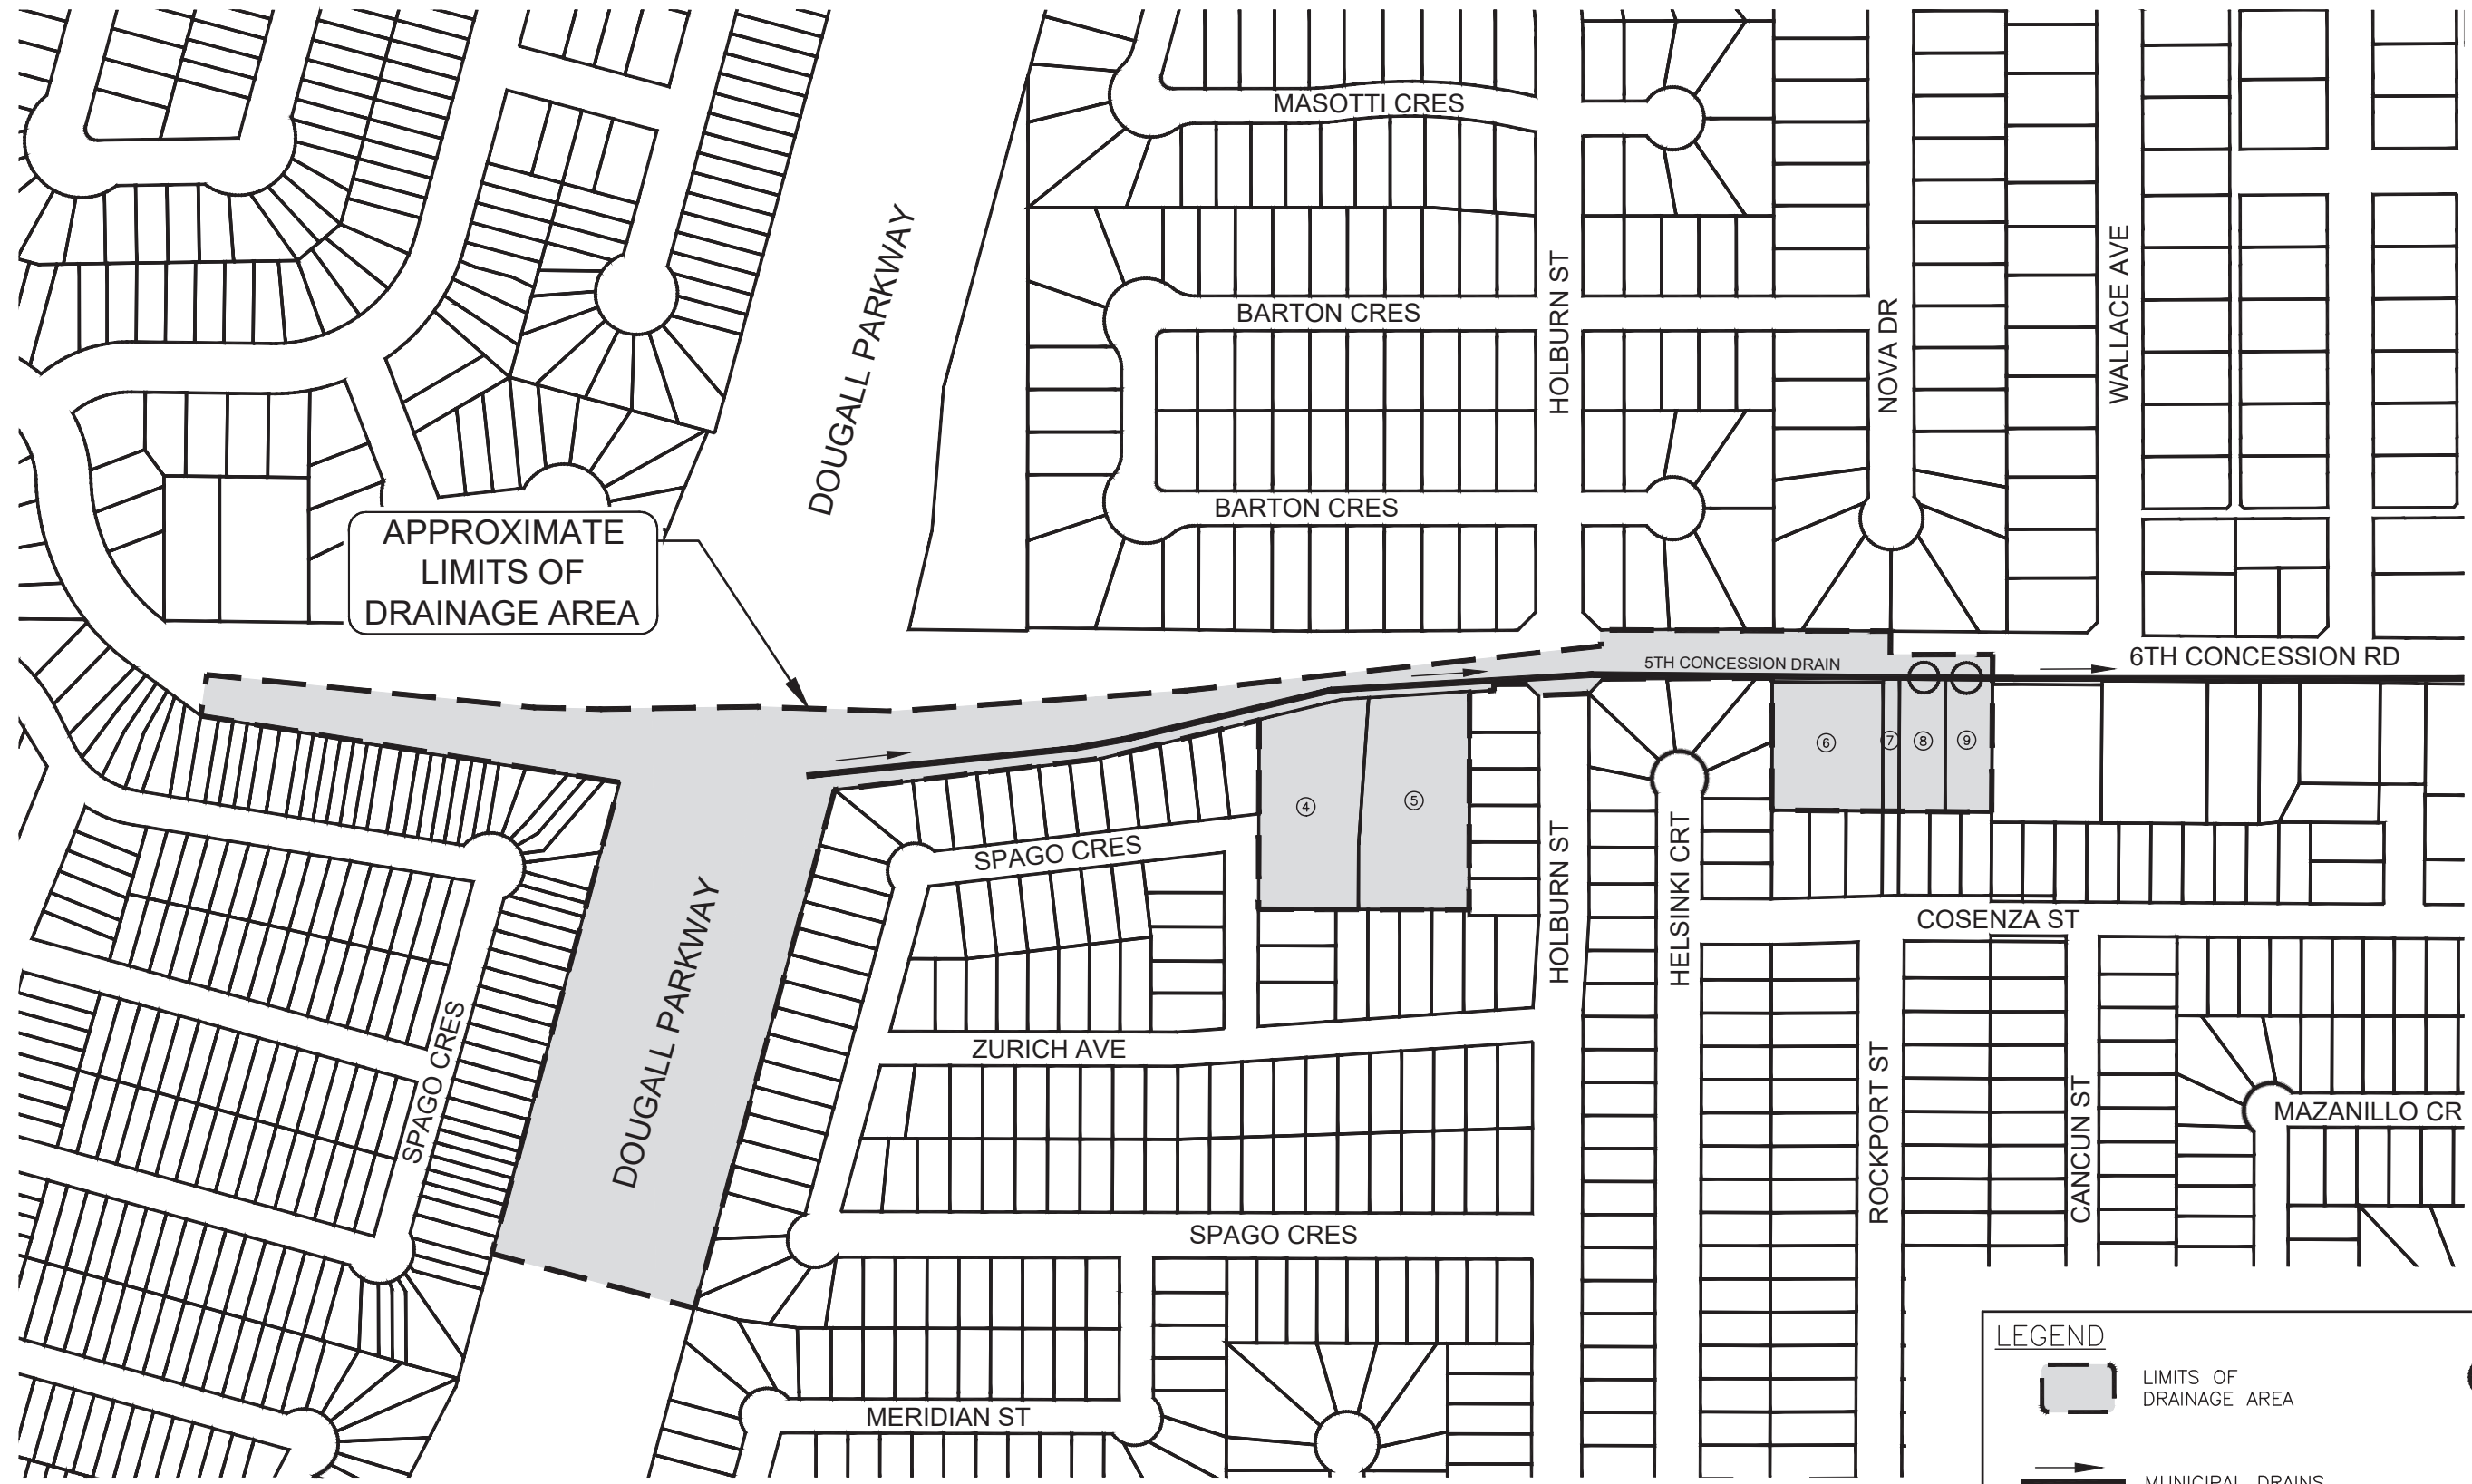 MASOTTI CRES
DOUGALL PARKWAY
HOLBURN ST
NOVA DR
WALLACE AVE
BARTON CRES
BARTON CRES
APPROXIMATE
LIMITS OF
DRAINAGE AREA
5TH CONCESSION DRAIN
6TH CONCESSION RD
4
5
6
7
8
9
SPAGO CRES
HOLBURN ST
HELSINKI CRT
COSENZA ST
DOUGALL PARKWAY
SPAGO CRES
ZURICH AVE
ROCKPORT ST
CANCUN ST
MAZANILLO CR
SPAGO CRES
MERIDIAN ST
LEGEND
LIMITS OF
DRAINAGE AREA
MUNICIPAL DRAINS